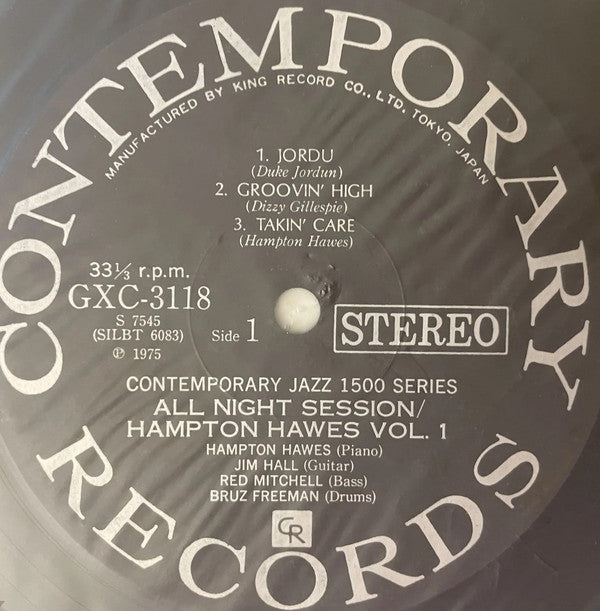 CONTEMPORARY
MANUFACTURED BY KING RECORD CO., LTD. TOKYO, JAPAN
1. JORDU
(Duke Jordun)
2. GROOVIN' HIGH
(Dizzy Gillespie)
3. TAKIN' CARE
(Hampton Hawes)
33⅓ r.p.m.
GXC-3118
S 7545
(SILBT 6083)
℗ 1975
Side 1
STEREO
CONTEMPORARY JAZZ 1500 SERIES
ALL NIGHT SESSION/
HAMPTON HAWES VOL. 1
HAMPTON HAWES (Piano)
JIM HALL (Guitar)
RED MITCHELL (Bass)
BRUZ FREEMAN (Drums)
CR
RECORDS